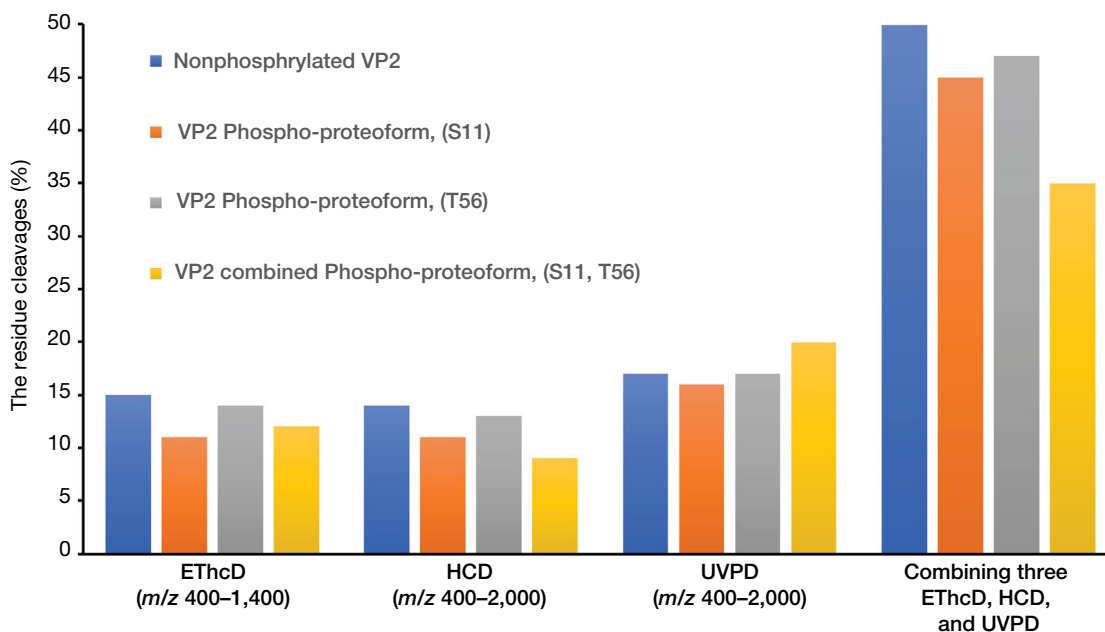 The residue cleavages (%)
50
45
40
35
30
25
20
15
10
5
0
Nonphosphrylated VP2
VP2 Phospho-proteoform, (S11)
VP2 Phospho-proteoform, (T56)
VP2 combined Phospho-proteoform, (S11, T56)
EThcD
(m/z 400–1,400)
HCD
(m/z 400–2,000)
UVPD
(m/z 400–2,000)
Combining three
EThcD, HCD,
and UVPD